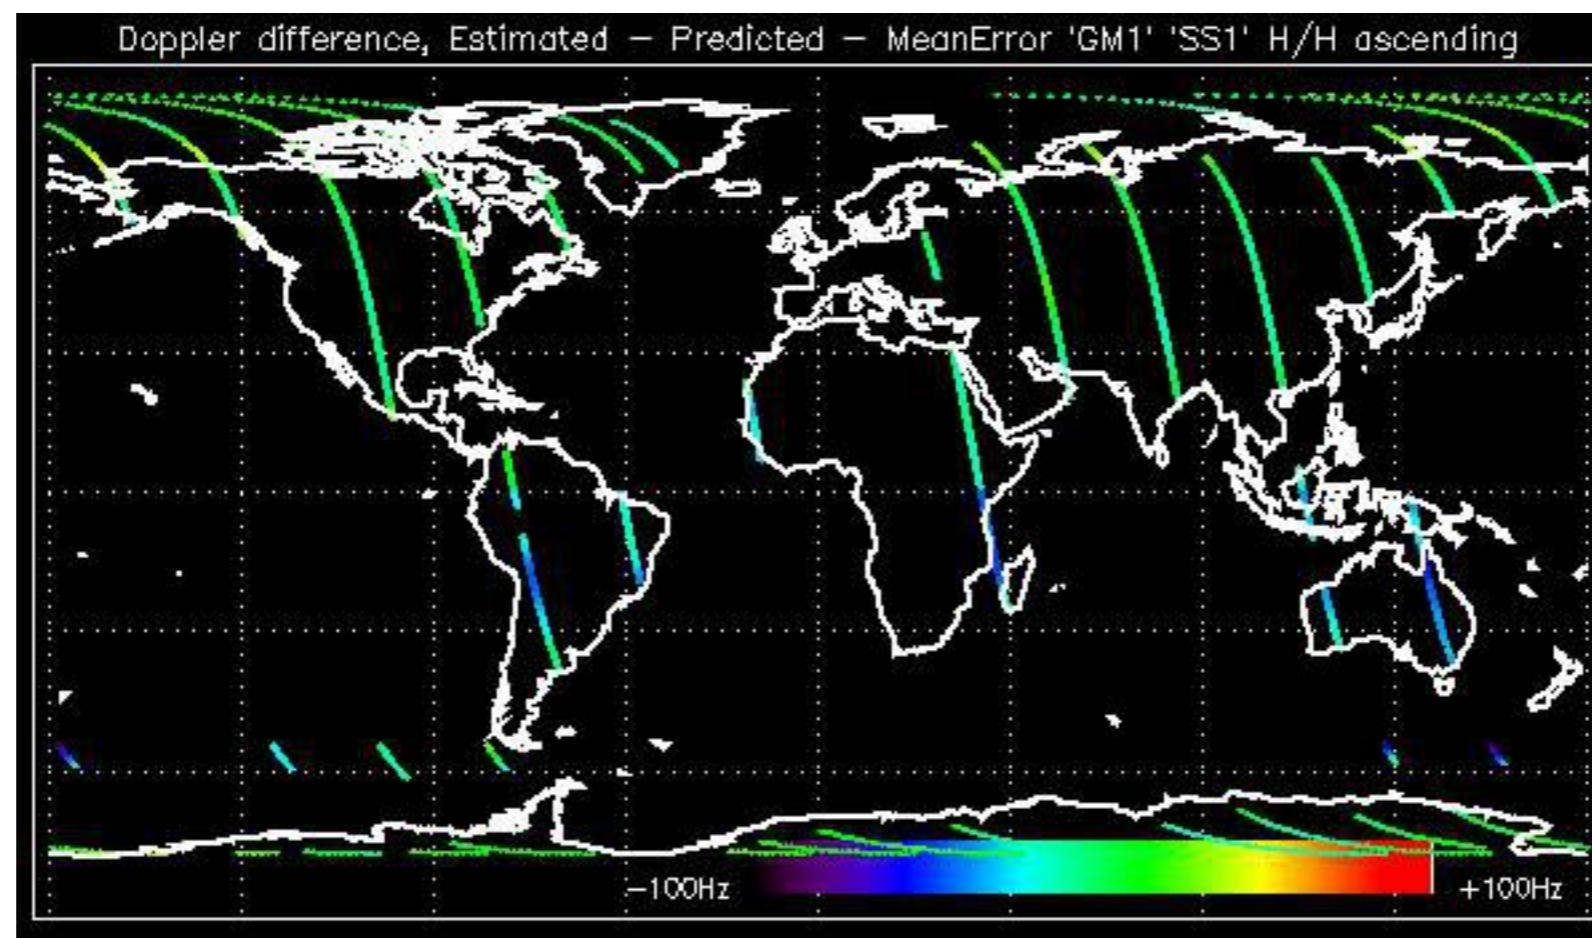 Doppler difference, Estimated — Predicted — MeanError 'GM1' 'SS1' H/H ascending
−100Hz
+100Hz